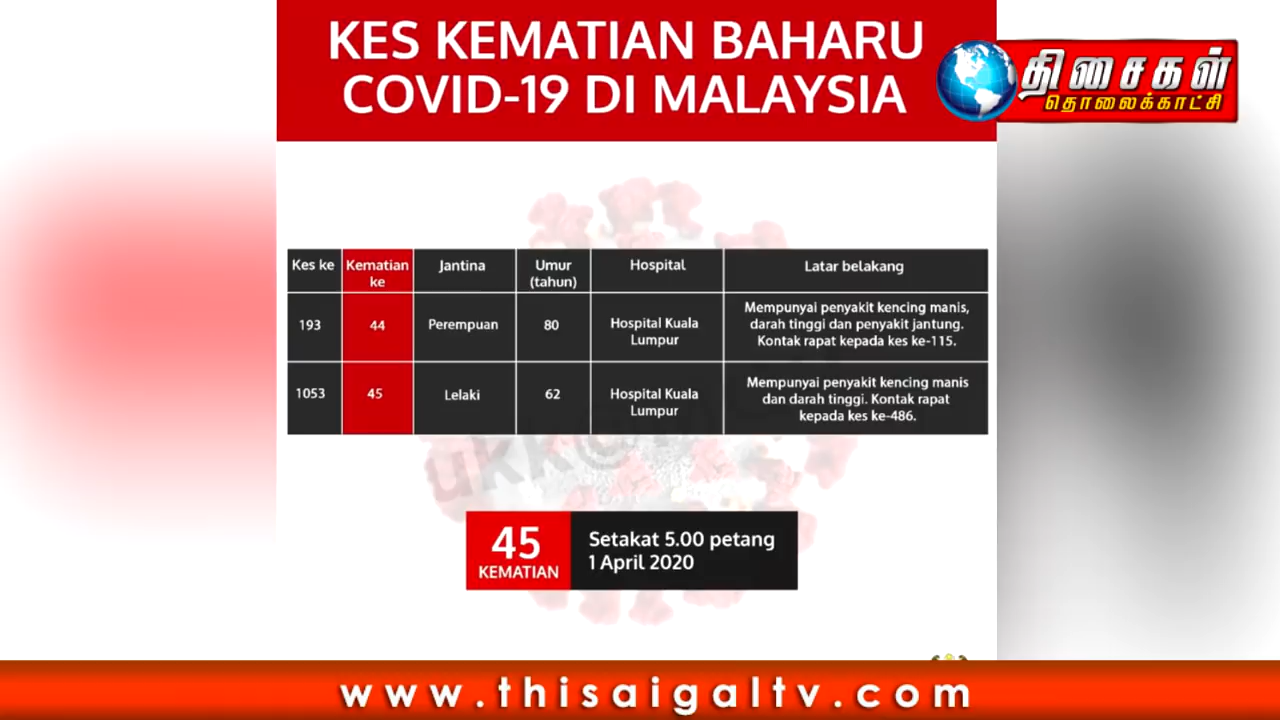 KES KEMATIAN BAHARU
COVID-19 DI MALAYSIA
திசைகள்
தொலைக்காட்சி
Kes ke
Kematian
ke
Jantina
Umur
(tahun)
Hospital
Latar belakang
193
44
Perempuan
80
Hospital Kuala
Lumpur
Mempunyai penyakit kencing manis,
darah tinggi dan penyakit jantung.
Kontak rapat kepada kes ke-115.
1053
45
Lelaki
62
Hospital Kuala
Lumpur
Mempunyai penyakit kencing manis
dan darah tinggi. Kontak rapat
kepada kes ke-486.
45
KEMATIAN
Setakat 5.00 petang
1 April 2020
www.thisaigaltv.com